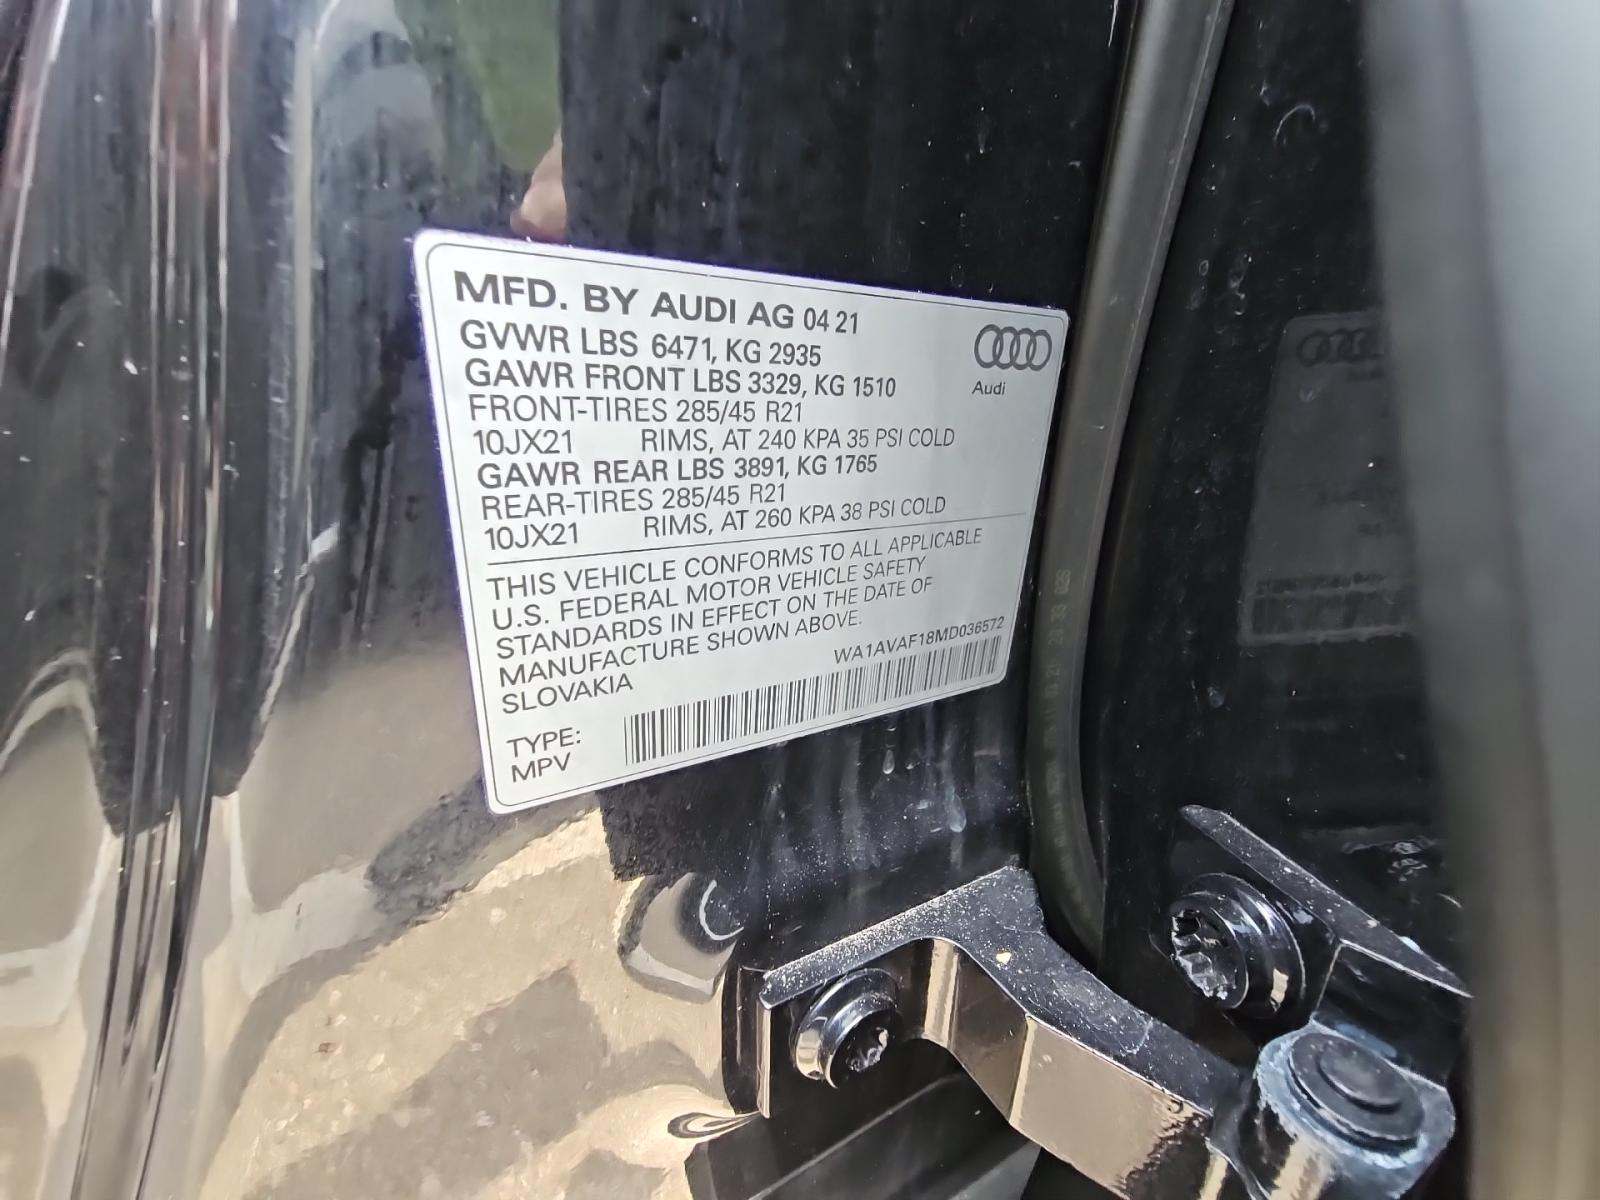 MFD. BY AUDI AG 04 21
GVWR LBS 6471, KG 2935
GAWR FRONT LBS 3329, KG 1510
Audi
FRONT-TIRES 285/45 R21
10JX21 RIMS, AT 240 KPA 35 PSI COLD
GAWR REAR LBS 3891, KG 1765
REAR-TIRES 285/45 R21
10JX21 RIMS, AT 260 KPA 38 PSI COLD
THIS VEHICLE CONFORMS TO ALL APPLICABLE
U.S. FEDERAL MOTOR VEHICLE SAFETY
STANDARDS IN EFFECT ON THE DATE OF
MANUFACTURE SHOWN ABOVE.
WA1AVAF18MD036572
SLOVAKIA
TYPE:
MPV